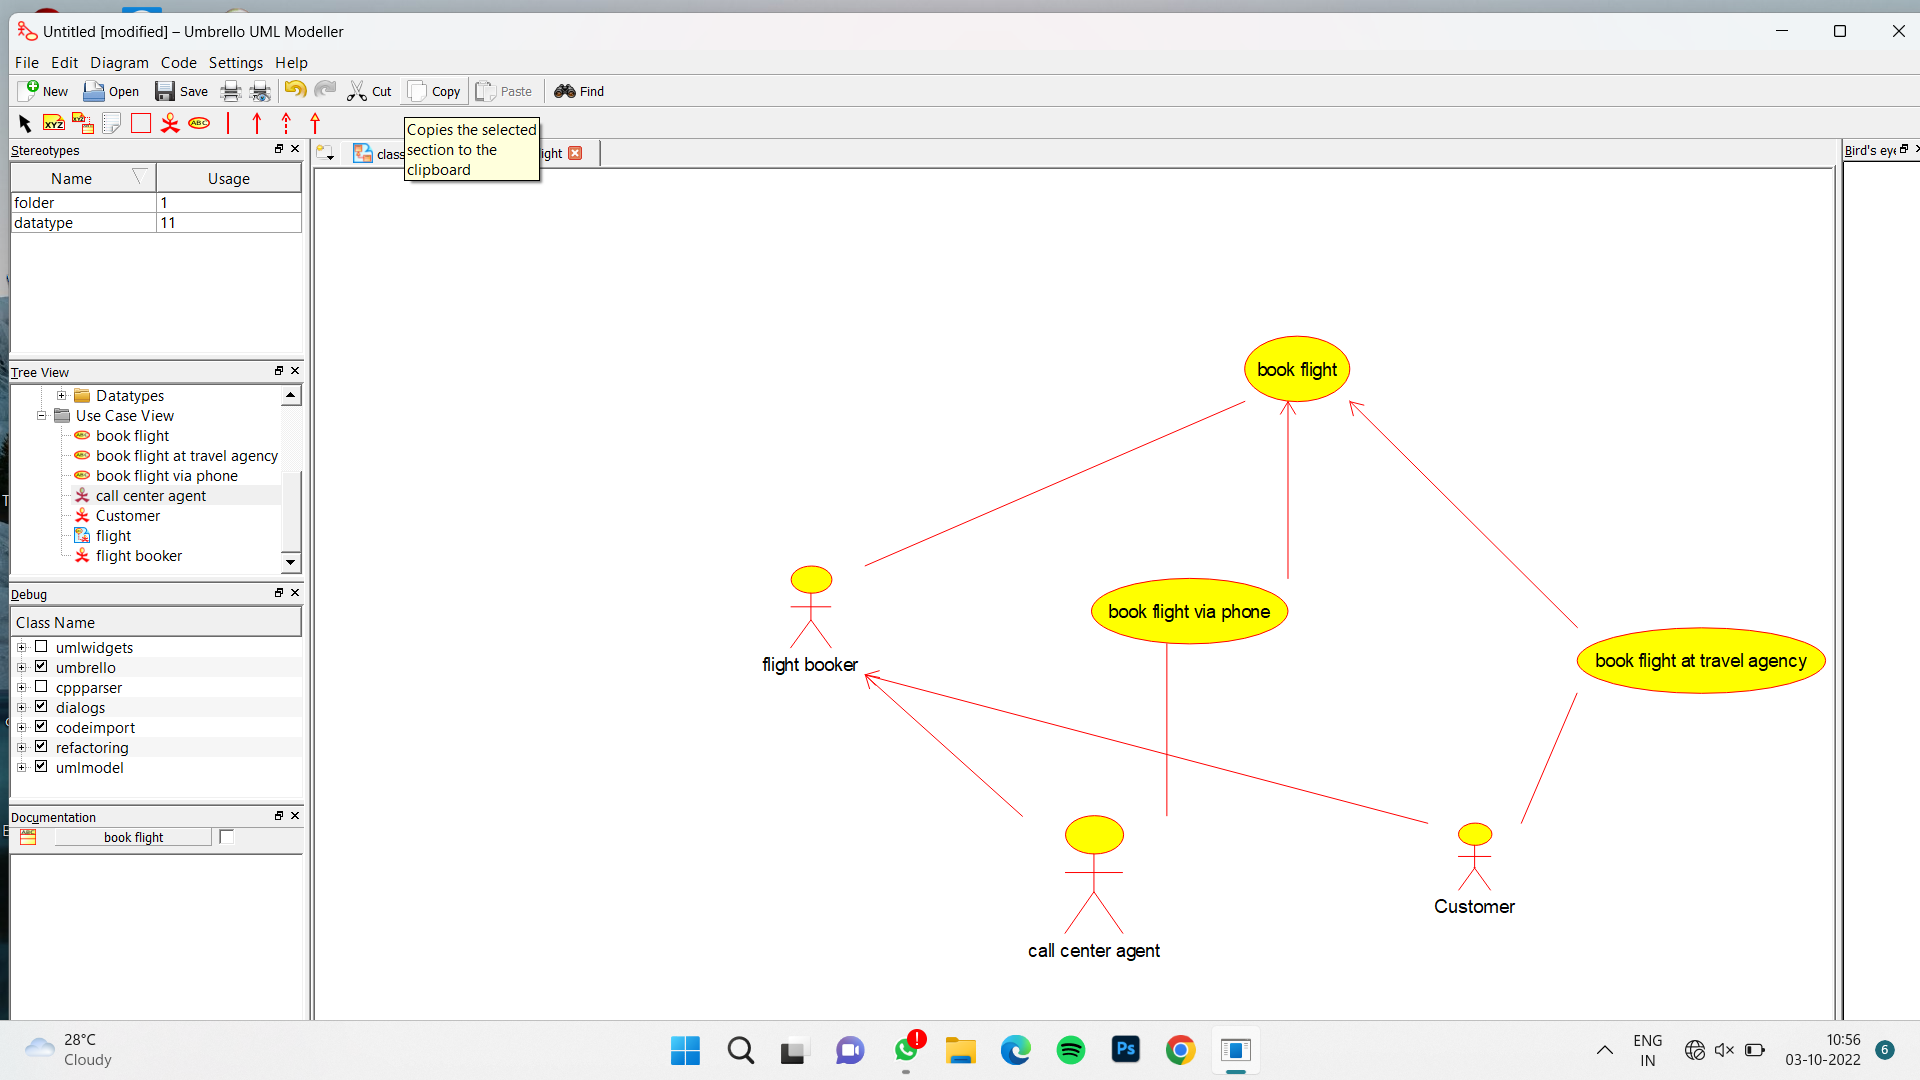 Untitled [modified] – Umbrello UML Modeller
File Edit Diagram Code Settings Help
New Open Save Cut Copy Paste Find
XYZ XYZ ABC
Copies the selected
section to the
clipboard
Stereotypes
class
ight
Bird's eye
Name Usage
folder 1
datatype 11
Tree View
Datatypes
Use Case View
book flight
book flight at travel agency
book flight via phone
call center agent
Customer
flight
flight booker
Debug
Class Name
umlwidgets
umbrello
cppparser
dialogs
codeimport
refactoring
umlmodel
Documentation
ABC book flight
book flight
book flight via phone
book flight at travel agency
flight booker
Customer
call center agent
28°C
Cloudy
Ps
ENG
IN
10:56
03-10-2022
6